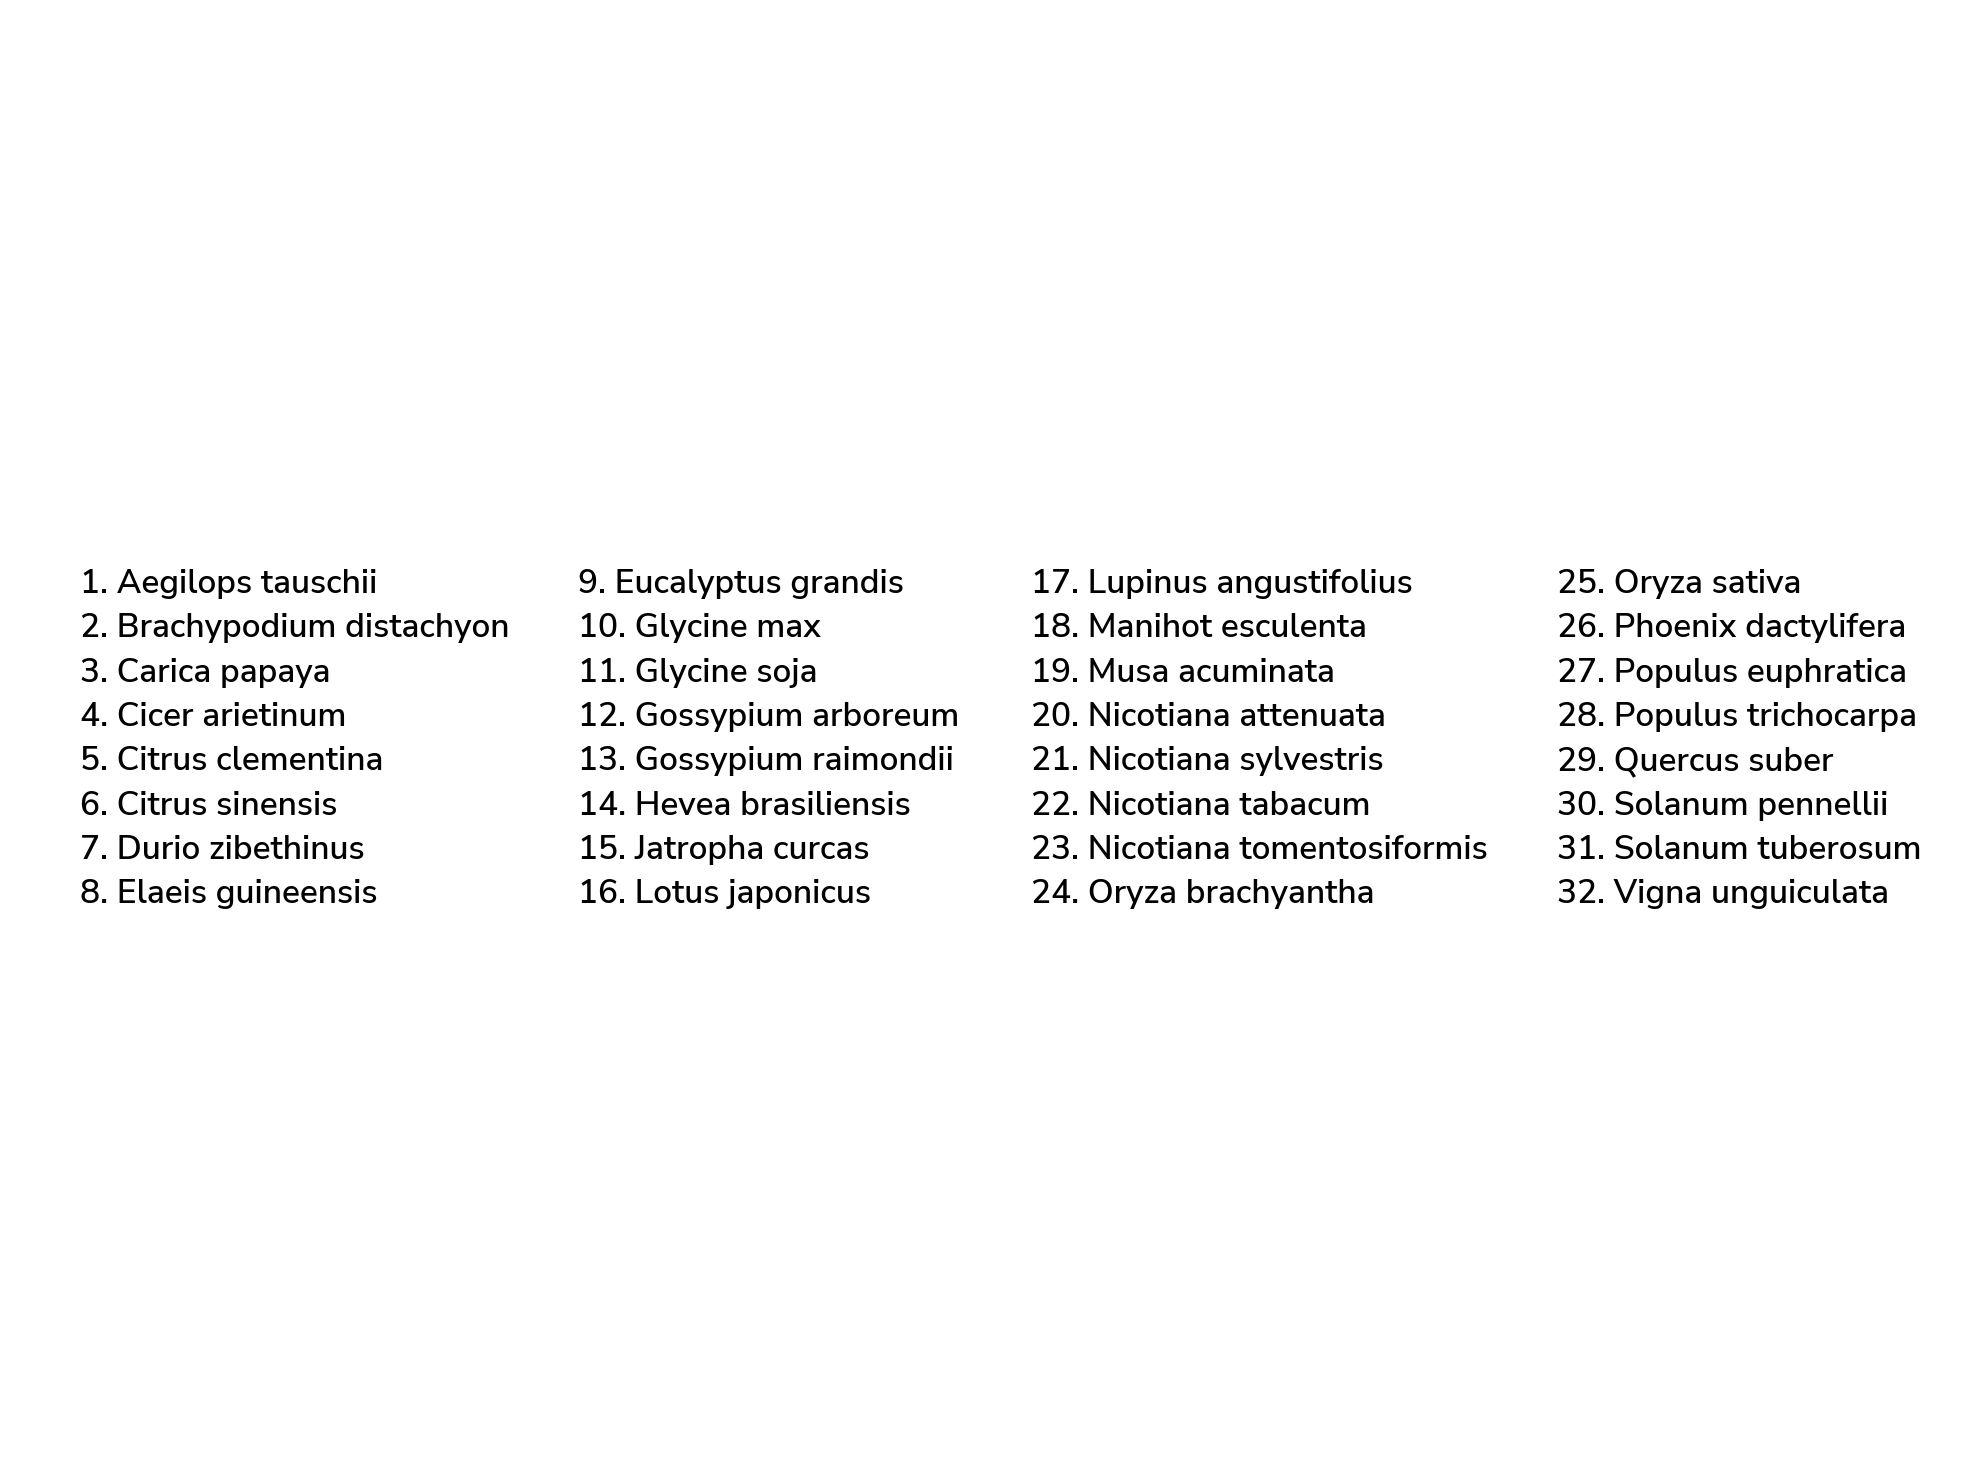 1. Aegilops tauschii
2. Brachypodium distachyon
3. Carica papaya
4. Cicer arietinum
5. Citrus clementina
6. Citrus sinensis
7. Durio zibethinus
8. Elaeis guineensis
9. Eucalyptus grandis
10. Glycine max
11. Glycine soja
12. Gossypium arboreum
13. Gossypium raimondii
14. Hevea brasiliensis
15. Jatropha curcas
16. Lotus japonicus
17. Lupinus angustifolius
18. Manihot esculenta
19. Musa acuminata
20. Nicotiana attenuata
21. Nicotiana sylvestris
22. Nicotiana tabacum
23. Nicotiana tomentosiformis
24. Oryza brachyantha
25. Oryza sativa
26. Phoenix dactylifera
27. Populus euphratica
28. Populus trichocarpa
29. Quercus suber
30. Solanum pennellii
31. Solanum tuberosum
32. Vigna unguiculata